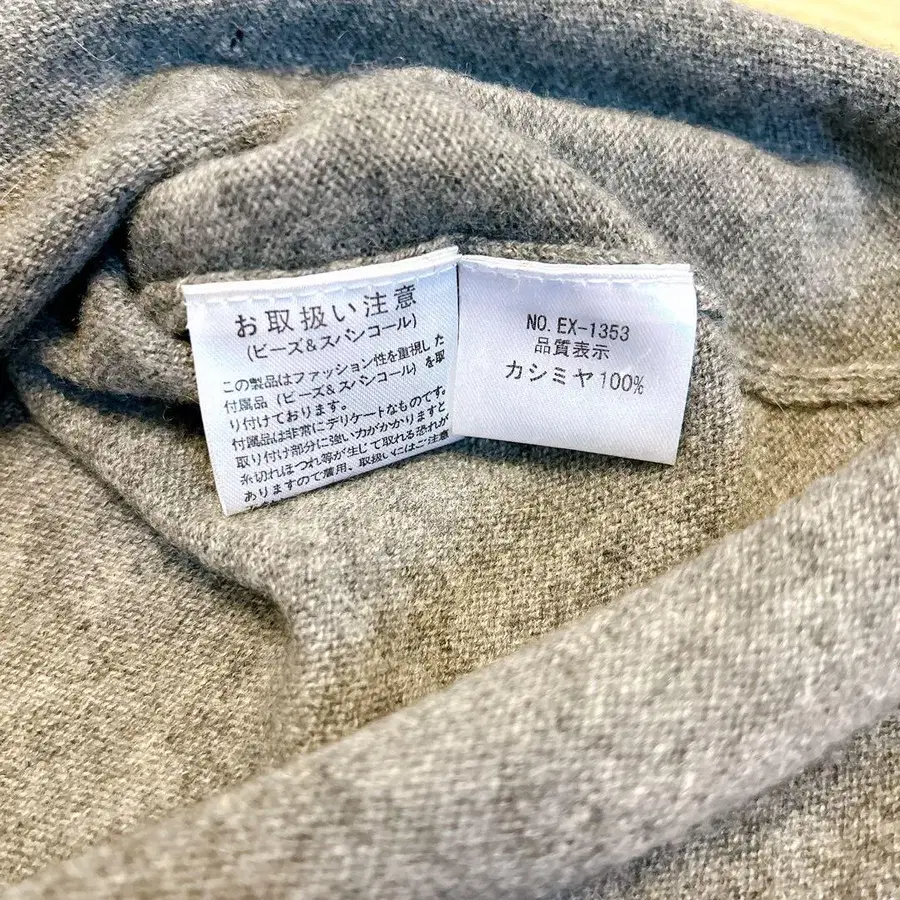 お取扱い注意
(ビーズ&スパンコール)
この製品はファッション性を重視した
付属品(ビーズ&スパンコール)を取
り付けております。
付属品は非常にデリケートなものです。
取り付け部分に強い力がかかりますと
糸切れほつれ等が生じて取れる恐れが
ありますので着用、取扱いにはご注意
NO. EX-1353
品質表示
カシミヤ100%